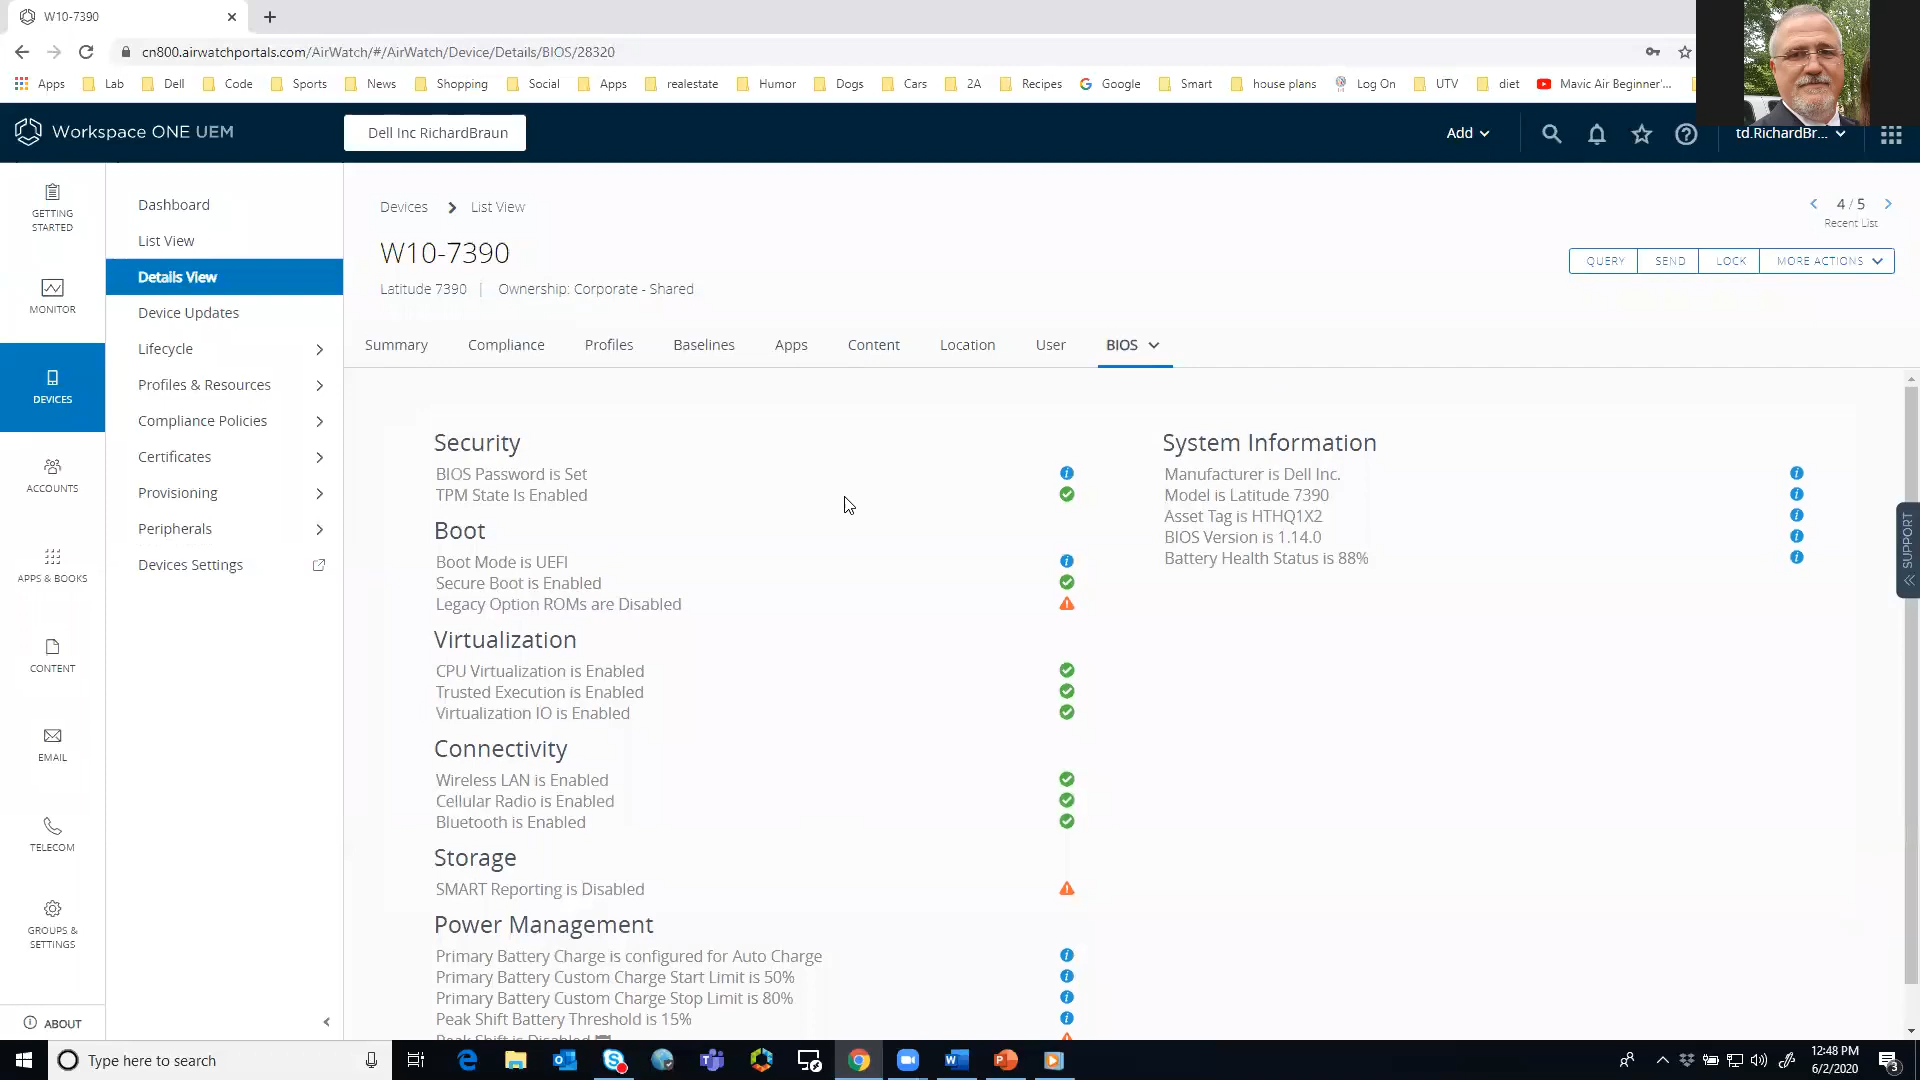 W10-7390
cn800.airwatchportals.com/AirWatch/#/AirWatch/Device/Details/BIOS/28320
Apps Lab Dell Code Sports News Shopping Social Apps realestate Humor Dogs Cars 2A Recipes Google Smart house plans Log On UTV diet Mavic Air Beginner'...
Workspace ONE UEM
Dell Inc RichardBraun
Add
td.RichardBr...
GETTING STARTED
MONITOR
DEVICES
ACCOUNTS
APPS & BOOKS
CONTENT
EMAIL
TELECOM
GROUPS & SETTINGS
ABOUT
Dashboard
List View
Details View
Device Updates
Lifecycle
Profiles & Resources
Compliance Policies
Certificates
Provisioning
Peripherals
Devices Settings
Devices > List View
4 / 5
Recent List
W10-7390
QUERY SEND LOCK MORE ACTIONS
Latitude 7390 | Ownership: Corporate - Shared
Summary Compliance Profiles Baselines Apps Content Location User BIOS
Security
BIOS Password is Set
TPM State Is Enabled
Boot
Boot Mode is UEFI
Secure Boot is Enabled
Legacy Option ROMs are Disabled
Virtualization
CPU Virtualization is Enabled
Trusted Execution is Enabled
Virtualization IO is Enabled
Connectivity
Wireless LAN is Enabled
Cellular Radio is Enabled
Bluetooth is Enabled
Storage
SMART Reporting is Disabled
Power Management
Primary Battery Charge is configured for Auto Charge
Primary Battery Custom Charge Start Limit is 50%
Primary Battery Custom Charge Stop Limit is 80%
Peak Shift Battery Threshold is 15%
Peak Shift is Disabled
System Information
Manufacturer is Dell Inc.
Model is Latitude 7390
Asset Tag is HTHQ1X2
BIOS Version is 1.14.0
Battery Health Status is 88%
SUPPORT
Type here to search
12:48 PM
6/2/2020
3